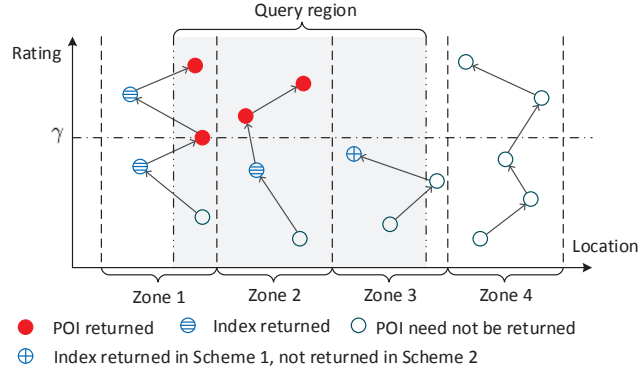 Query region
Rating
γ
Location
Zone 1 Zone 2 Zone 3 Zone 4
POI returned Index returned POI need not be returned
Index returned in Scheme 1, not returned in Scheme 2